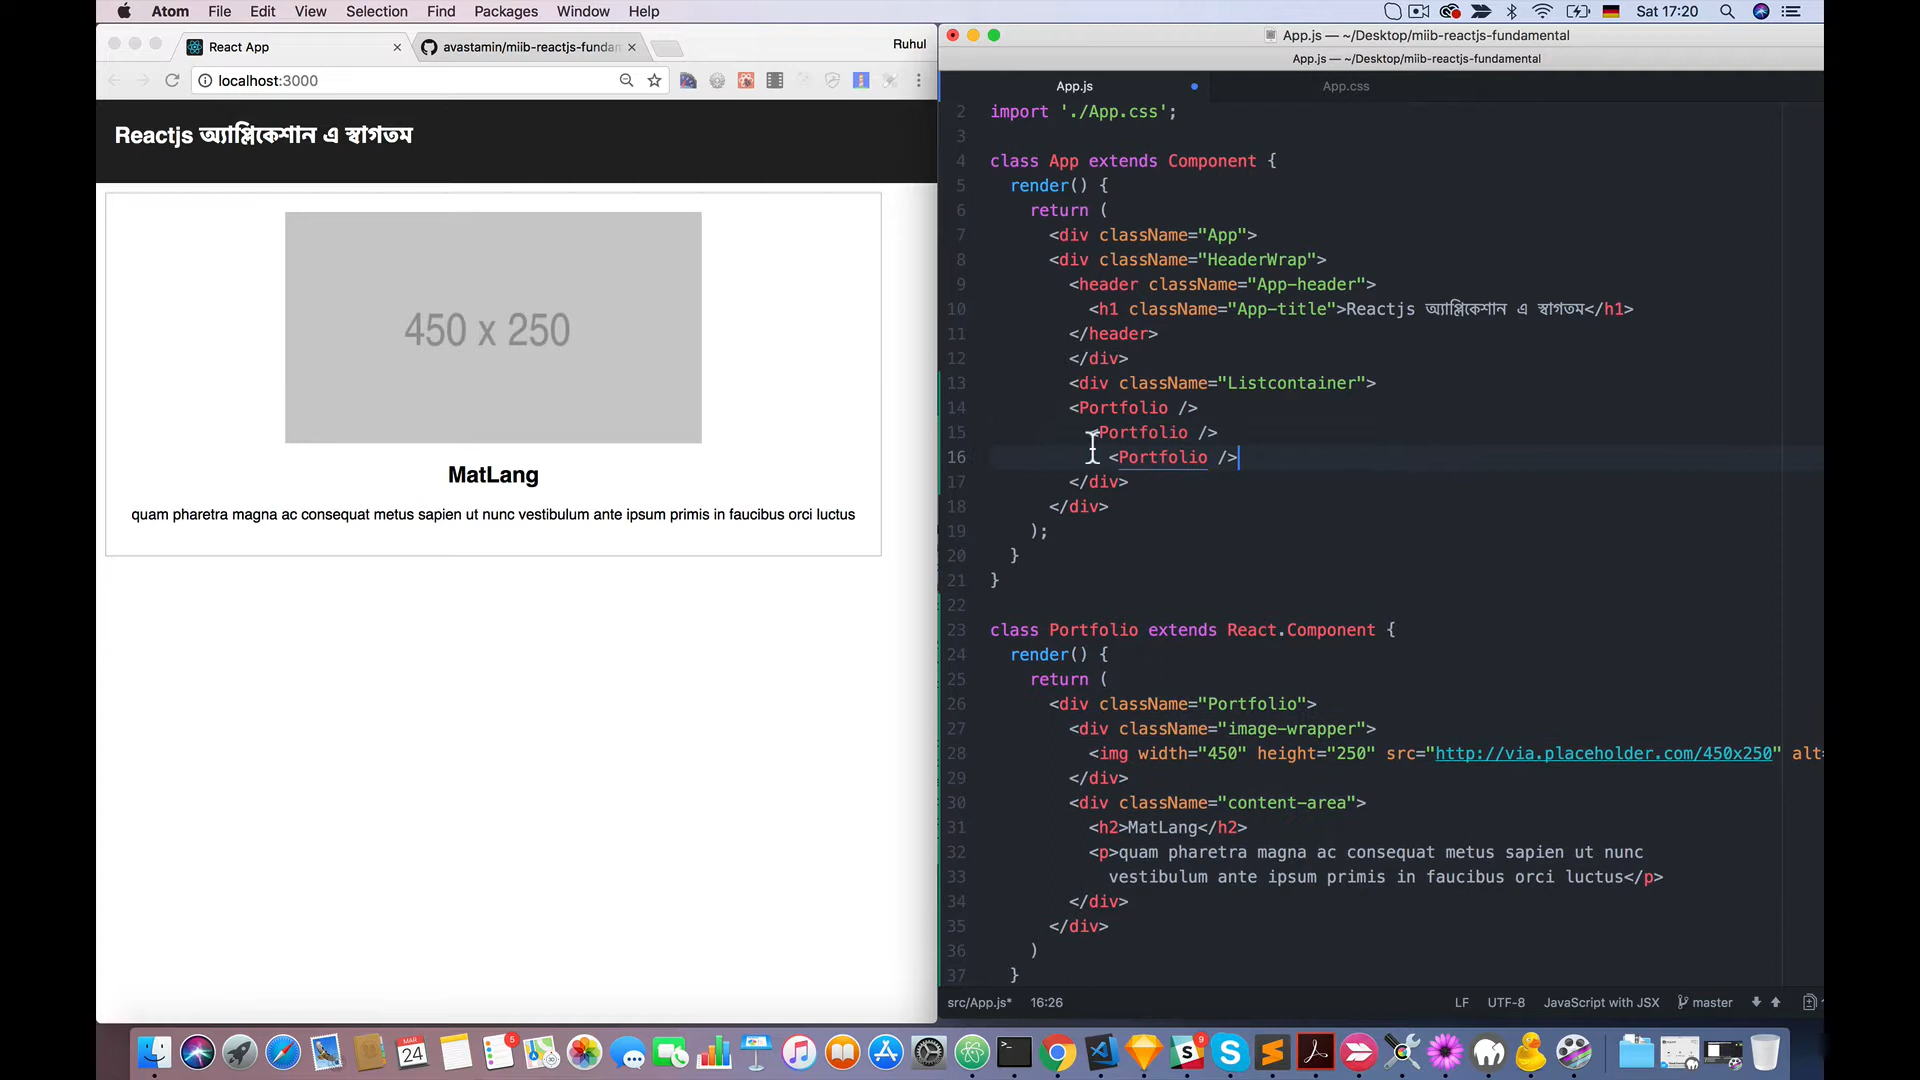 Atom File Edit View Selection Find Packages Window Help Sat 17:20
React App avastamin/miib-reactjs-funda Ruhul
localhost:3000
Reactjs অ্যাপ্লিকেশান এ স্বাগতম
450 x 250
MatLang
quam pharetra magna ac consequat metus sapien ut nunc vestibulum ante ipsum primis in faucibus orci luctus
App.js — ~/Desktop/miib-reactjs-fundamental
App.js — ~/Desktop/miib-reactjs-fundamental
App.js App.css
2 import './App.css';
3
4 class App extends Component {
5 render() {
6 return (
7 <div className="App">
8 <div className="HeaderWrap">
9 <header className="App-header">
10 <h1 className="App-title">Reactjs অ্যাপ্লিকেশান এ স্বাগতম</h1>
11 </header>
12 </div>
13 <div className="Listcontainer">
14 <Portfolio />
15 <Portfolio />
16 <Portfolio />
17 </div>
18 </div>
19 );
20 }
21 }
22
23 class Portfolio extends React.Component {
24 render() {
25 return (
26 <div className="Portfolio">
27 <div className="image-wrapper">
28 <img width="450" height="250" src="http://via.placeholder.com/450x250" alt=
29 </div>
30 <div className="content-area">
31 <h2>MatLang</h2>
32 <p>quam pharetra magna ac consequat metus sapien ut nunc
33 vestibulum ante ipsum primis in faucibus orci luctus</p>
34 </div>
35 </div>
36 )
37 }
src/App.js* 16:26 LF UTF-8 JavaScript with JSX master
MAR
24
5
9